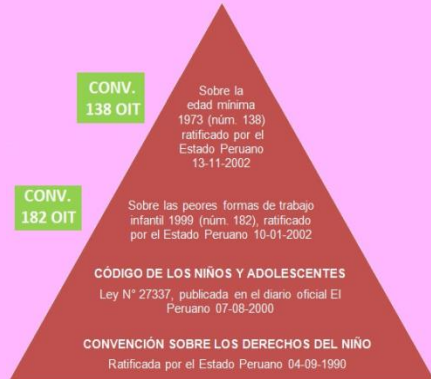 CONV.
138 OIT
Sobre la
edad mínima
1973 (núm. 138)
ratificado por el
Estado Peruano
13-11-2002
CONV.
182 OIT
Sobre las peores formas de trabajo
infantil 1999 (núm. 182), ratificado
por el Estado Peruano 10-01-2002
CÓDIGO DE LOS NIÑOS Y ADOLESCENTES
Ley N° 27337, publicada en el diario oficial El
Peruano 07-08-2000
CONVENCIÓN SOBRE LOS DERECHOS DEL NIÑO
Ratificada por el Estado Peruano 04-09-1990